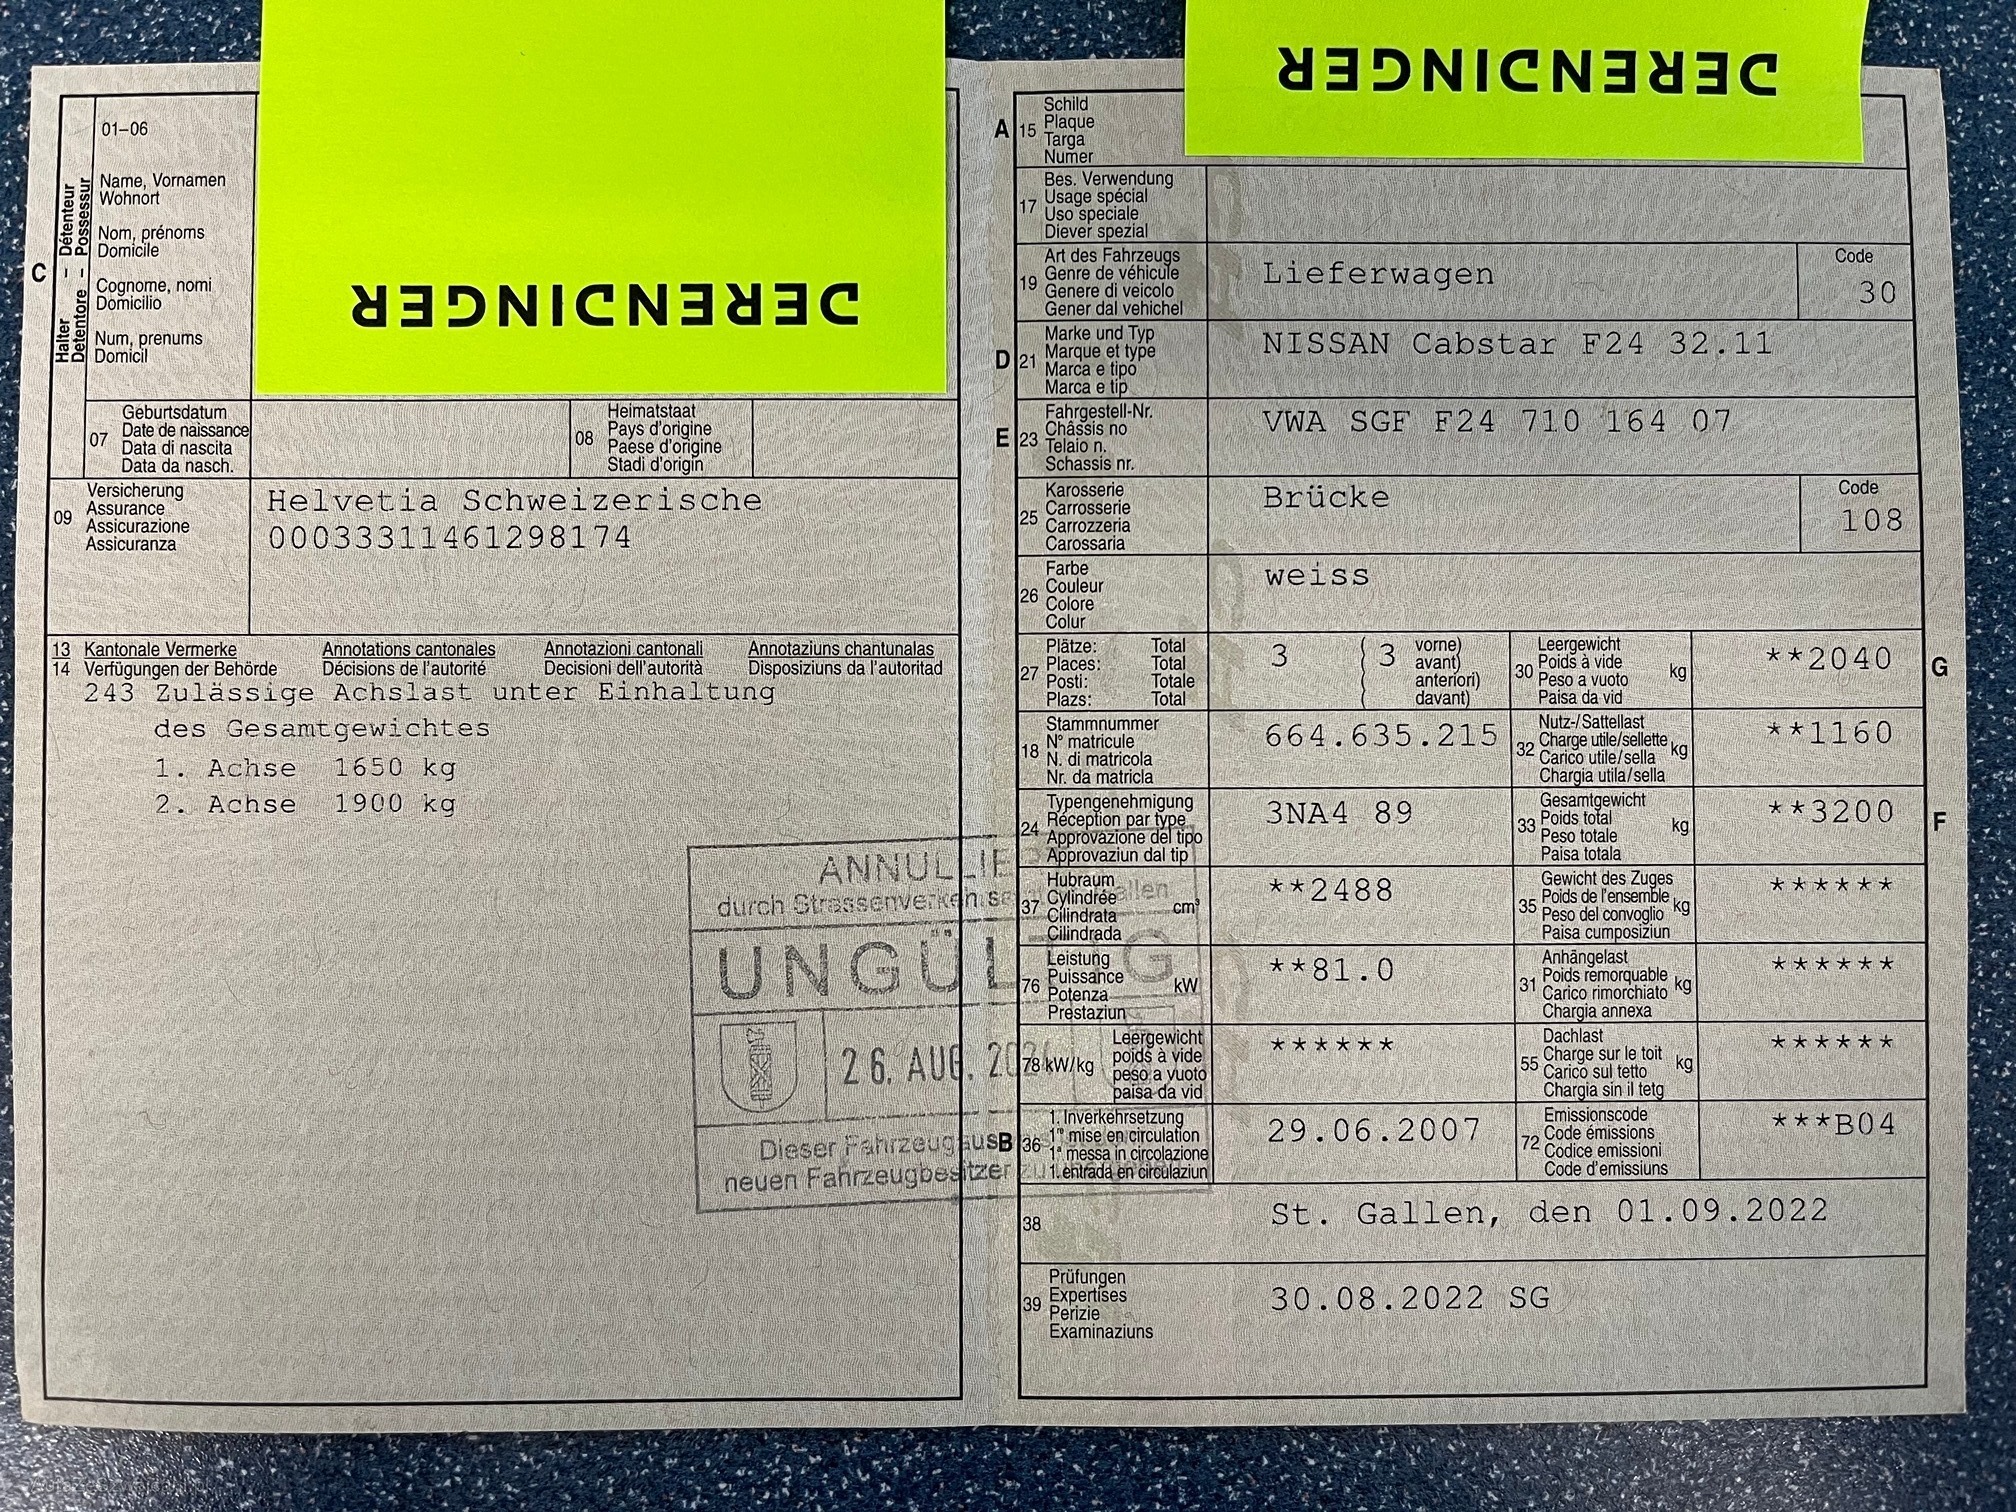 DERENDINGER
DERENDINGER
C
Halter – Détenteur
Detentore – Possessur
01–06
Name, Vornamen
Wohnort
Nom, prénoms
Domicile
Cognome, nomi
Domicilio
Num, prenums
Domicil
07
Geburtsdatum
Date de naissance
Data di nascita
Data da nasch.
08
Heimatstaat
Pays d'origine
Paese d'origine
Stadi d'origin
09
Versicherung
Assurance
Assicurazione
Assicuranza
Helvetia Schweizerische
00033311461298174
13 Kantonale Vermerke Annotations cantonales Annotazioni cantonali Annotaziuns chantunalas
14 Verfügungen der Behörde Décisions de l'autorité Decisioni dell'autorità Disposiziuns da l'autoritad
243 Zulässige Achslast unter Einhaltung
des Gesamtgewichtes
1. Achse 1650 kg
2. Achse 1900 kg
ANNULLIE
durch Strassenverkehrs
UNGÜLTIG
26. AUG.
Dieser Fahrzeugaus
neuen Fahrzeugbesitzer
A
15
Schild
Plaque
Targa
Numer
17
Bes. Verwendung
Usage spécial
Uso speciale
Diever spezial
19
Art des Fahrzeugs
Genre de véhicule
Genere di veicolo
Gener dal vehichel
Lieferwagen
Code
30
D
21
Marke und Typ
Marque et type
Marca e tipo
Marca e tip
NISSAN Cabstar F24 32.11
E
23
Fahrgestell-Nr.
Châssis no
Telaio n.
Schassis nr.
VWA SGF F24 710 164 07
25
Karosserie
Carrosserie
Carrozzeria
Carossaria
Brücke
Code
108
26
Farbe
Couleur
Colore
Colur
weiss
27
Plätze: Total
Places: Total
Posti: Totale
Plazs: Total
3 ( 3
vorne)
avant)
anteriori)
davant)
30
Leergewicht
Poids à vide
Peso a vuoto
Paisa da vid
kg
**2040
G
18
Stammnummer
N° matricule
N. di matricola
Nr. da matricla
664.635.215
32
Nutz-/Sattellast
Charge utile/sellette
Carico utile/sella
Chargia utila/sella
kg
**1160
24
Typengenehmigung
Réception par type
Approvazione del tipo
Approvaziun dal tip
3NA4 89
33
Gesamtgewicht
Poids total
Peso totale
Paisa totala
kg
**3200
F
37
Hubraum
Cylindrée
Cilindrata
Cilindrada
cm³
**2488
35
Gewicht des Zuges
Poids de l'ensemble
Peso del convoglio
Paisa cumposiziun
kg
******
76
Leistung
Puissance
Potenza
Prestaziun
kW
**81.0
31
Anhängelast
Poids remorquable
Carico rimorchiato
Chargia annexa
kg
******
78 kW/kg
Leergewicht
poids à vide
peso a vuoto
paisa da vid
******
55
Dachlast
Charge sur le toit
Carico sul tetto
Chargia sin il tetg
kg
******
B
36
1. Inverkehrsetzung
1re mise en circulation
1a messa in circolazione
1. entrada en circulaziun
29.06.2007
72
Emissionscode
Code émissions
Codice emissioni
Code d'emissiuns
***B04
38
St. Gallen, den 01.09.2022
39
Prüfungen
Expertises
Perizie
Examinaziuns
30.08.2022 SG